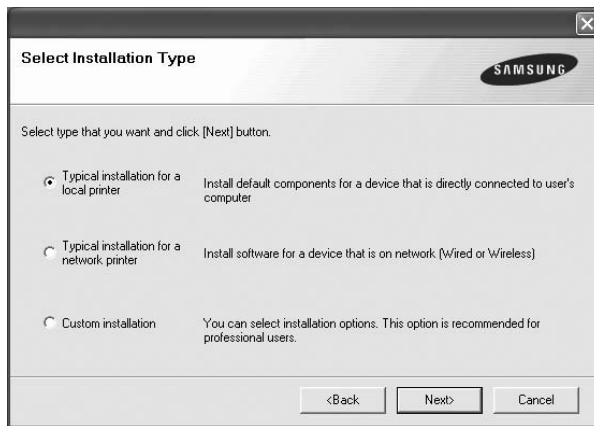 Select Installation Type
SAMSUNG
Select type that you want and click [Next] button.
Typical installation for a
local printer
Install default components for a device that is directly connected to user's
computer
Typical installation for a
network printer
Install software for a device that is on network (Wired or Wireless)
Custom installation
You can select installation options. This option is recommended for
professional users.
<Back
Next>
Cancel